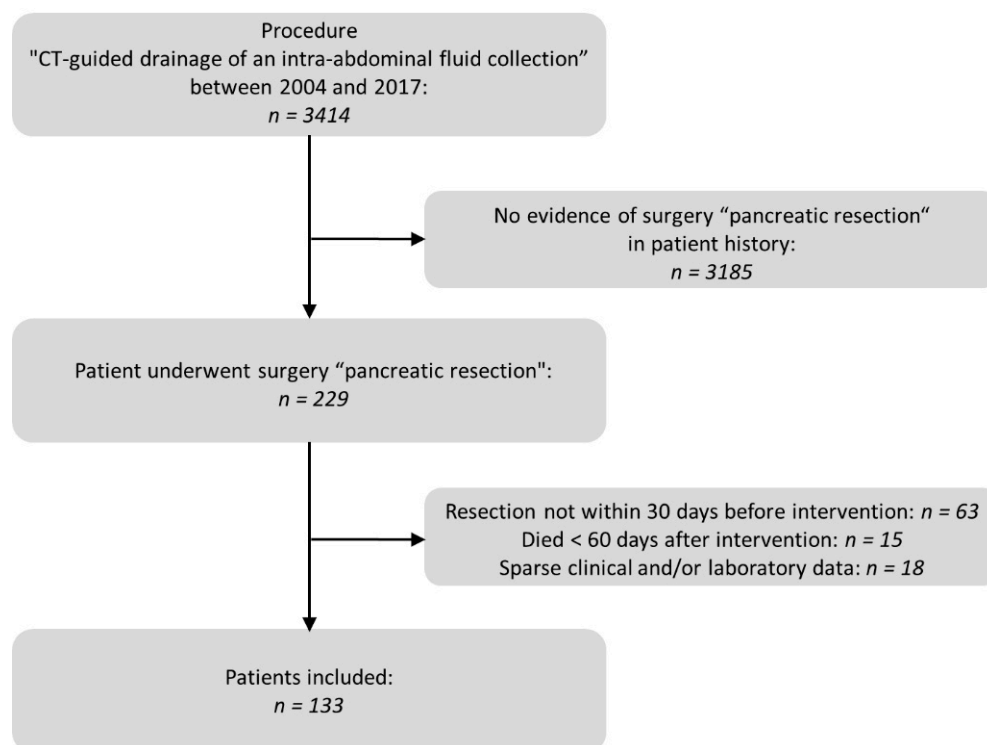 Procedure
"CT-guided drainage of an intra-abdominal fluid collection”
between 2004 and 2017:
n = 3414
No evidence of surgery “pancreatic resection“
in patient history:
n = 3185
Patient underwent surgery “pancreatic resection":
n = 229
Resection not within 30 days before intervention: n = 63
Died < 60 days after intervention: n = 15
Sparse clinical and/or laboratory data: n = 18
Patients included:
n = 133